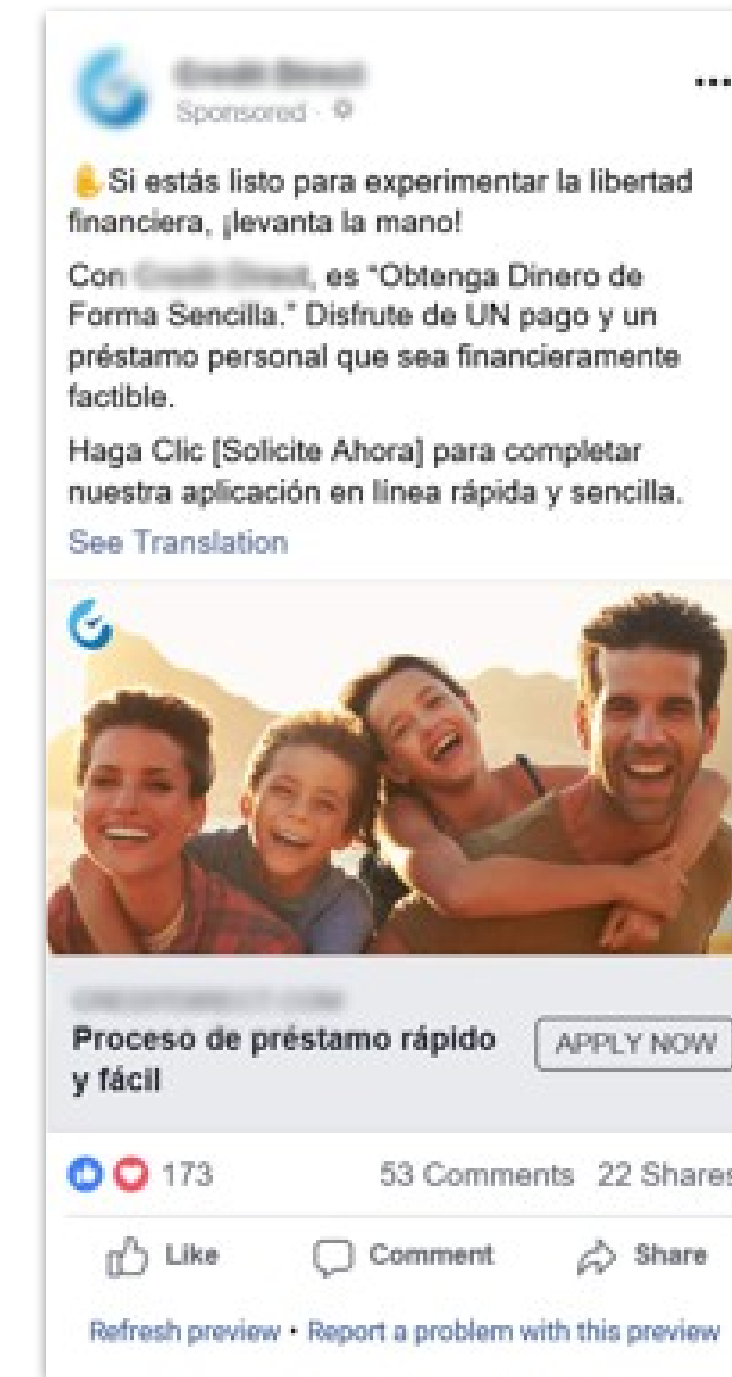 Sponsored ·
✋ Si estás listo para experimentar la libertad
financiera, ¡levanta la mano!
Con , es "Obtenga Dinero de
Forma Sencilla." Disfrute de UN pago y un
préstamo personal que sea financieramente
factible.
Haga Clic [Solicite Ahora] para completar
nuestra aplicación en línea rápida y sencilla.
See Translation
Proceso de préstamo rápido
y fácil
APPLY NOW
173 53 Comments 22 Shares
Like Comment Share
Refresh preview • Report a problem with this preview